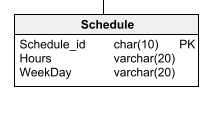 Schedule
Schedule_id char(10) PK
Hours varchar(20)
WeekDay varchar(20)